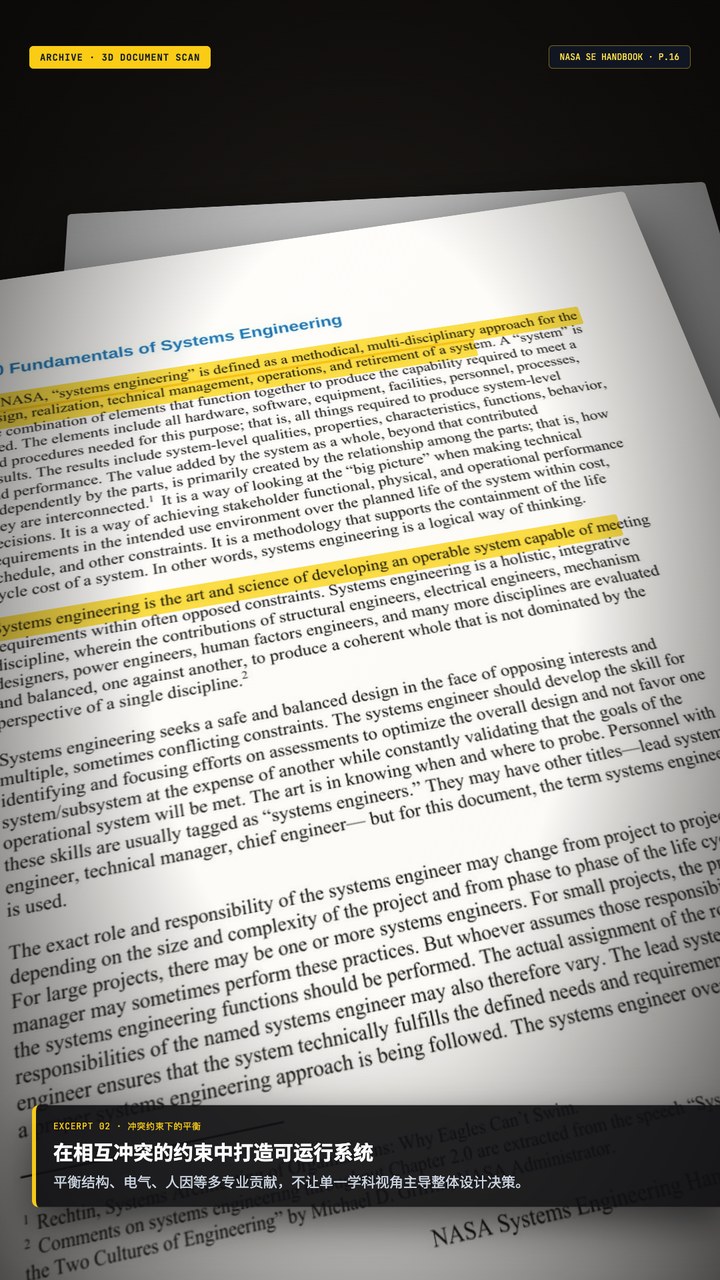 ARCHIVE · 3D DOCUMENT SCAN
NASA SE HANDBOOK · P.16
Fundamentals of Systems Engineering
NASA, “systems engineering” is defined as a methodical, multi-disciplinary approach for the
sign, realization, technical management, operations, and retirement of a system. A “system” is
combination of elements that function together to produce the capability required to meet a
ed. The elements include all hardware, software, equipment, facilities, personnel, processes,
d procedures needed for this purpose; that is, all things required to produce system-level
sults. The results include system-level qualities, properties, characteristics, functions, behavior,
d performance. The value added by the system as a whole, beyond that contributed
dependently by the parts, is primarily created by the relationship among the parts; that is, how
ey are interconnected.¹ It is a way of looking at the “big picture” when making technical
ecisions. It is a way of achieving stakeholder functional, physical, and operational performance
equirements in the intended use environment over the planned life of the system within cost,
chedule, and other constraints. It is a methodology that supports the containment of the life
ycle cost of a system. In other words, systems engineering is a logical way of thinking.
Systems engineering is the art and science of developing an operable system capable of meeting
equirements within often opposed constraints. Systems engineering is a holistic, integrative
discipline, wherein the contributions of structural engineers, electrical engineers, mechanism
designers, power engineers, human factors engineers, and many more disciplines are evaluated
and balanced, one against another, to produce a coherent whole that is not dominated by the
perspective of a single discipline.²
Systems engineering seeks a safe and balanced design in the face of opposing interests and
multiple, sometimes conflicting constraints. The systems engineer should develop the skill for
identifying and focusing efforts on assessments to optimize the overall design and not favor one
system/subsystem at the expense of another while constantly validating that the goals of the
operational system will be met. The art is in knowing when and where to probe. Personnel with
these skills are usually tagged as “systems engineers.” They may have other titles—lead system
engineer, technical manager, chief engineer— but for this document, the term systems enginee
is used.
The exact role and responsibility of the systems engineer may change from project to projec
depending on the size and complexity of the project and from phase to phase of the life cy
For large projects, there may be one or more systems engineers. For small projects, the p
manager may sometimes perform these practices. But whoever assumes those responsibi
the systems engineering functions should be performed. The actual assignment of the ro
responsibilities of the named systems engineer may also therefore vary. The lead syste
engineer ensures that the system technically fulfills the defined needs and requiremen
a proper systems engineering approach is being followed. The systems engineer ove
EXCERPT 02 · 冲突约束下的平衡
在相互冲突的约束中打造可运行系统
平衡结构、电气、人因等多专业贡献，不让单一学科视角主导整体设计决策。
¹ Rechtin, Systems of : Why Eagles Can’t Swim.
² Comments on systems engineering Chapter 2.0 are extracted from the speech “Sys
the Two Cultures of Engineering” by Michael D. NASA Administrator.
NASA Systems Engineering Ha